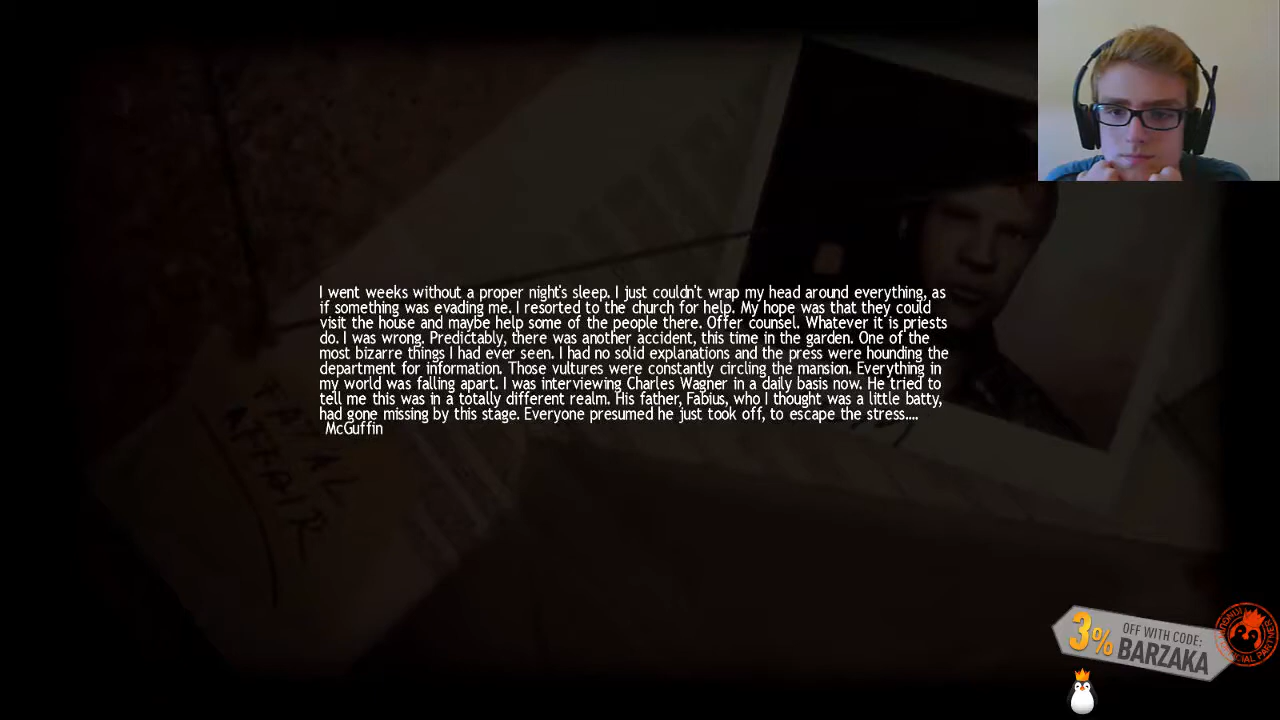 I went weeks without a proper night's sleep. I just couldn't wrap my head around everything, as
if something was evading me. I resorted to the church for help. My hope was that they could
visit the house and maybe help some of the people there. Offer counsel. Whatever it is priests
do. I was wrong. Predictably, there was another accident, this time in the garden. One of the
most bizarre things I had ever seen. I had no solid explanations and the press were hounding the
department for information. Those vultures were constantly circling the mansion. Everything in
my world was falling apart. I was interviewing Charles Wagner in a daily basis now. He tried to
tell me this was in a totally different realm. His father, Fabius, who I thought was a little batty,
had gone missing by this stage. Everyone presumed he just took off, to escape the stress....
McGuffin
3% OFF WITH CODE:
BARZAKA